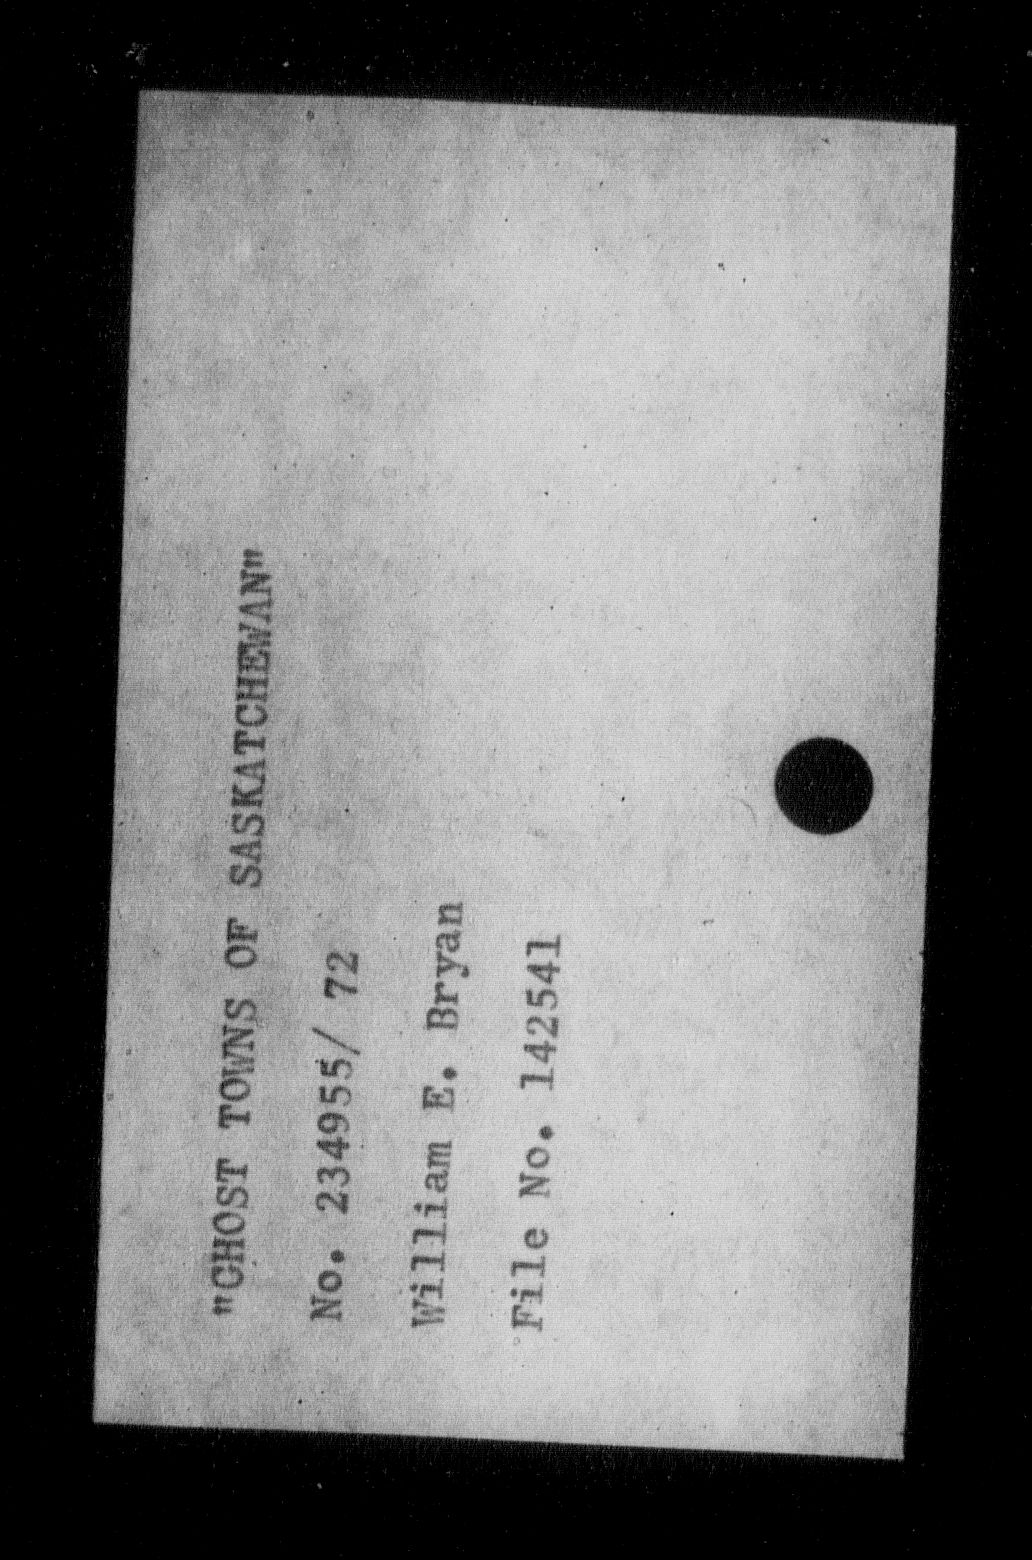 "GHOST TOWNS OF SASKATCHEWAN"
No. 234955/ 72
William E. Bryan
File No. 142541